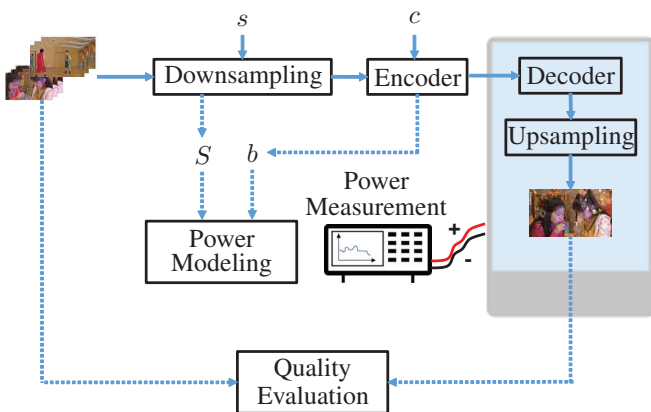 s
c
Downsampling
Encoder
Decoder
Upsampling
S
b
Power
Measurement
+
-
Power
Modeling
Quality
Evaluation